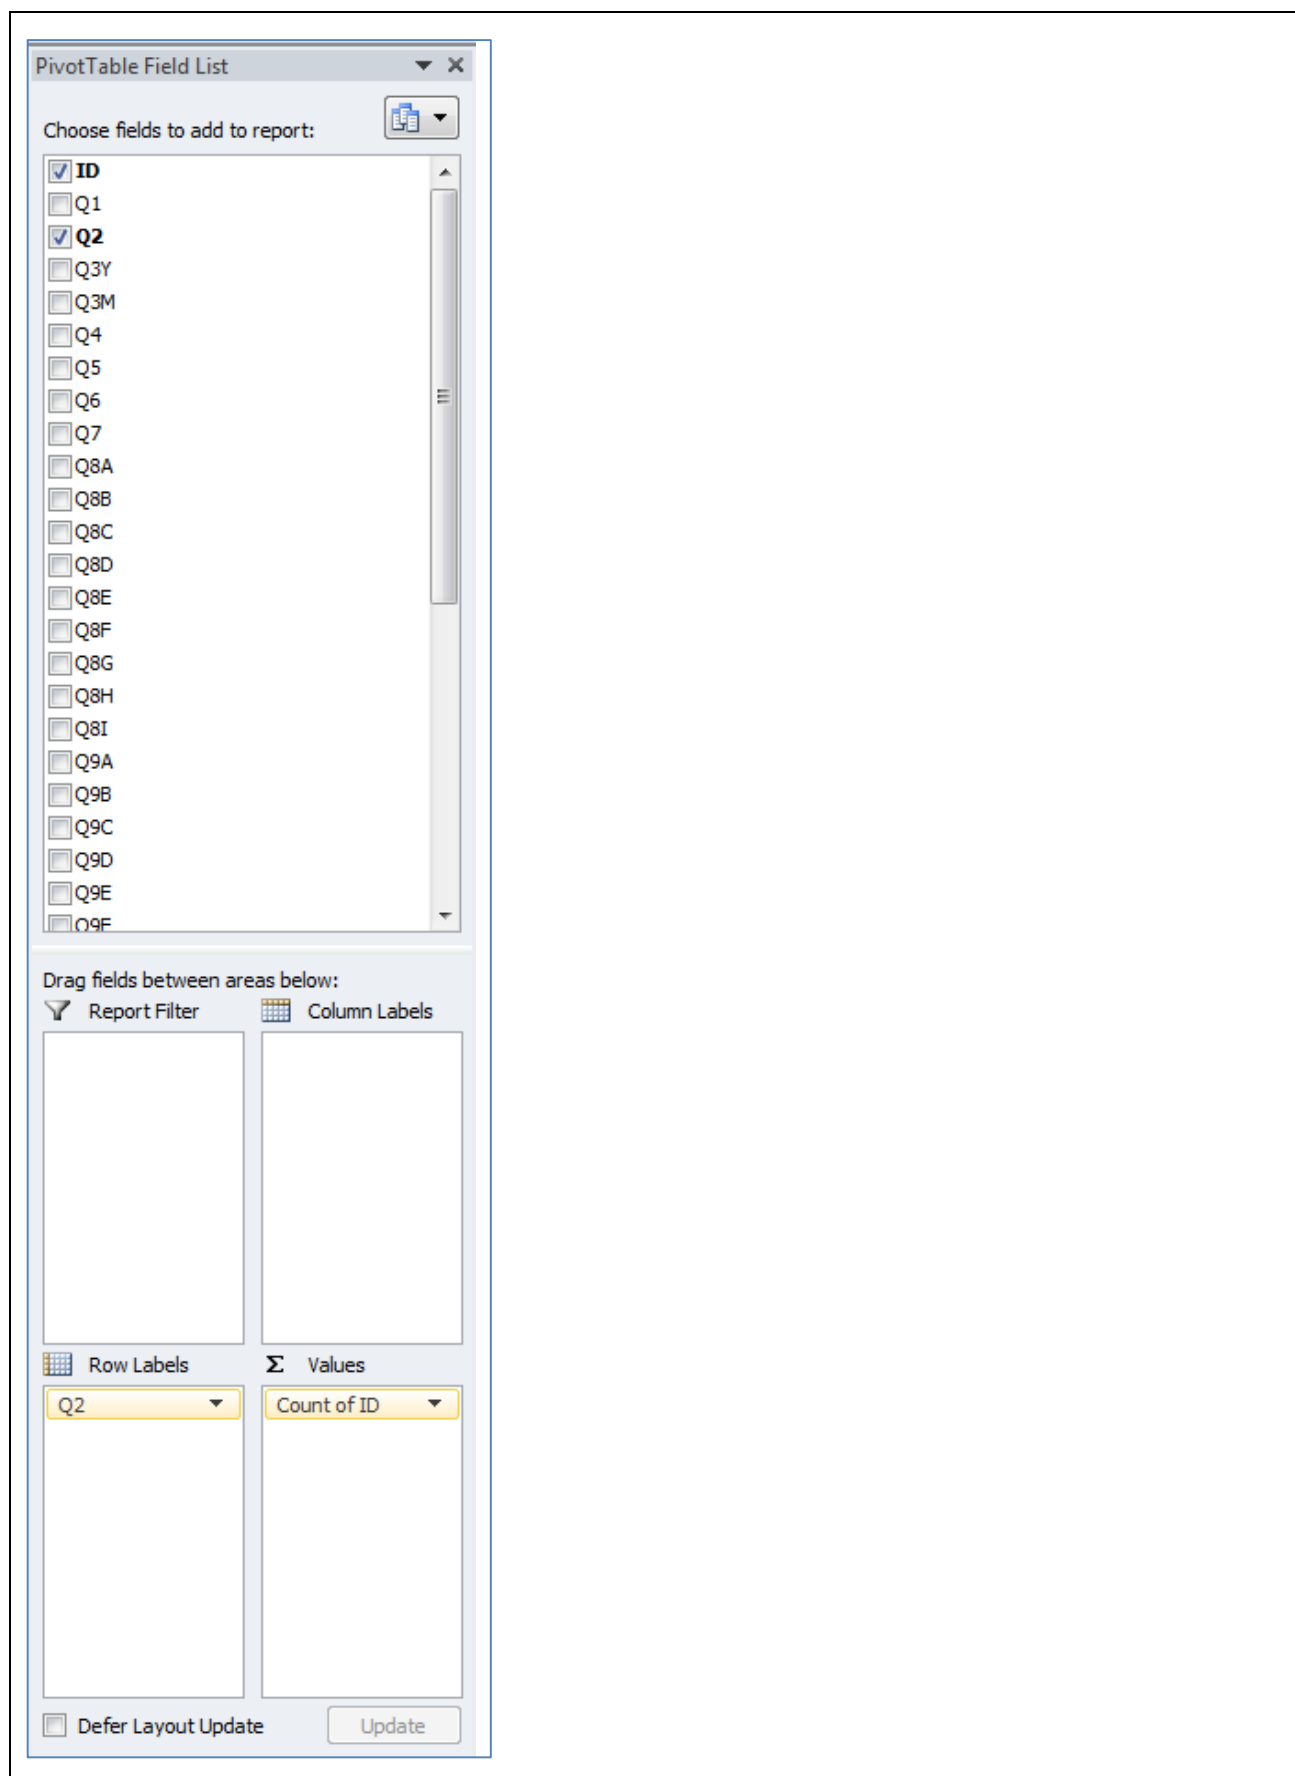 PivotTable Field List
Choose fields to add to report:
ID
Q1
Q2
Q3Y
Q3M
Q4
Q5
Q6
Q7
Q8A
Q8B
Q8C
Q8D
Q8E
Q8F
Q8G
Q8H
Q8I
Q9A
Q9B
Q9C
Q9D
Q9E
Q9F
Drag fields between areas below:
Report Filter Column Labels
Row Labels Σ Values
Q2 Count of ID
Defer Layout Update Update